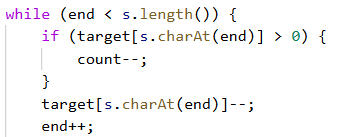 while (end < s.length()) {
    if (target[s.charAt(end)] > 0) {
        count--;
    }
    target[s.charAt(end)]--;
    end++;